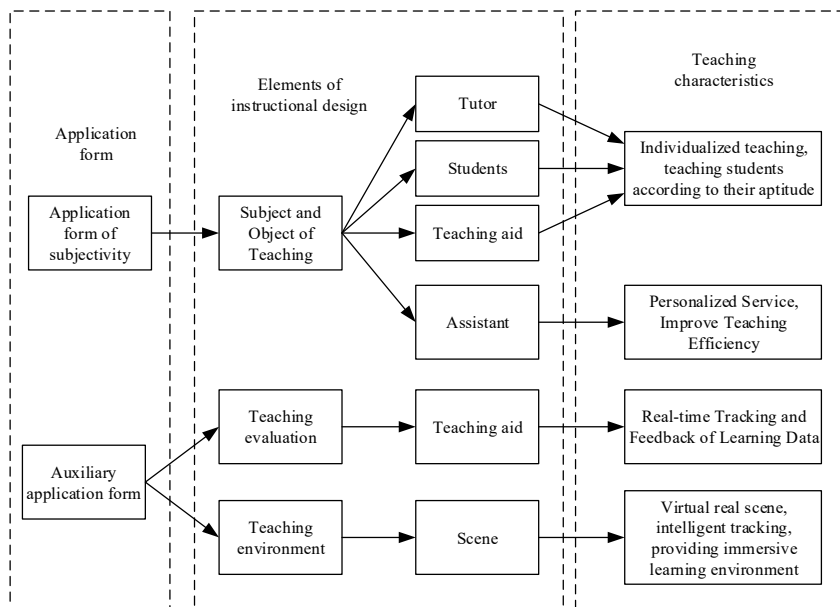 Application
form
Application
form of
subjectivity
Auxiliary
application form
Elements of
instructional design
Subject and
Object of
Teaching
Teaching
evaluation
Teaching
environment
Tutor
Students
Teaching aid
Assistant
Teaching aid
Scene
Teaching
characteristics
Individualized teaching,
teaching students
according to their aptitude
Personalized Service,
Improve Teaching
Efficiency
Real-time Tracking and
Feedback of Learning Data
Virtual real scene,
intelligent tracking,
providing immersive
learning environment